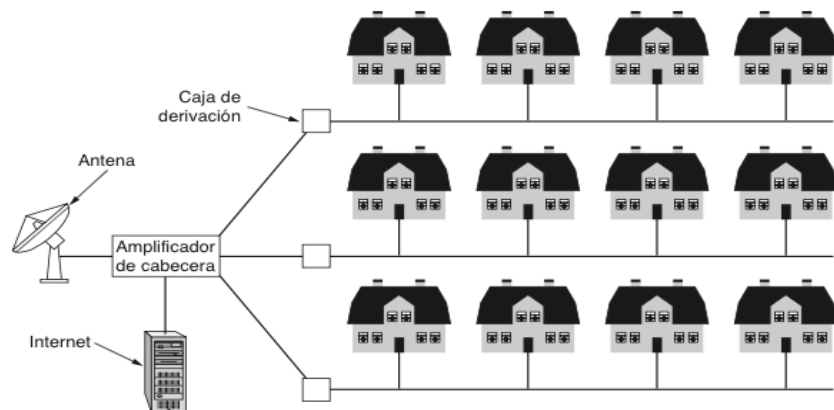 Caja de
derivación
Antena
Amplificador
de cabecera
Internet